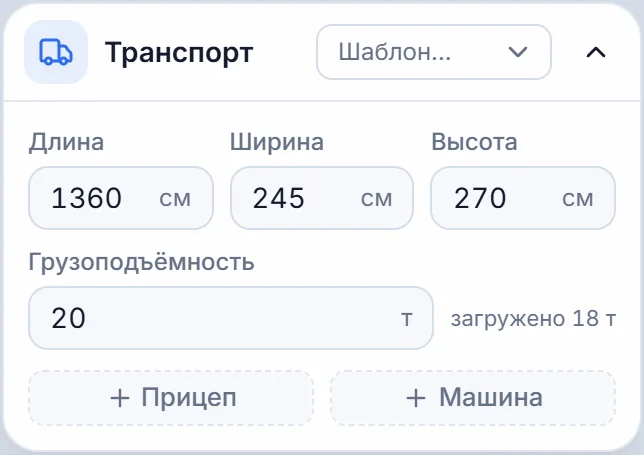 Транспорт Шаблон...
Длина Ширина Высота
1360 см 245 см 270 см
Грузоподъёмность
20 т загружено 18 т
+ Прицеп + Машина